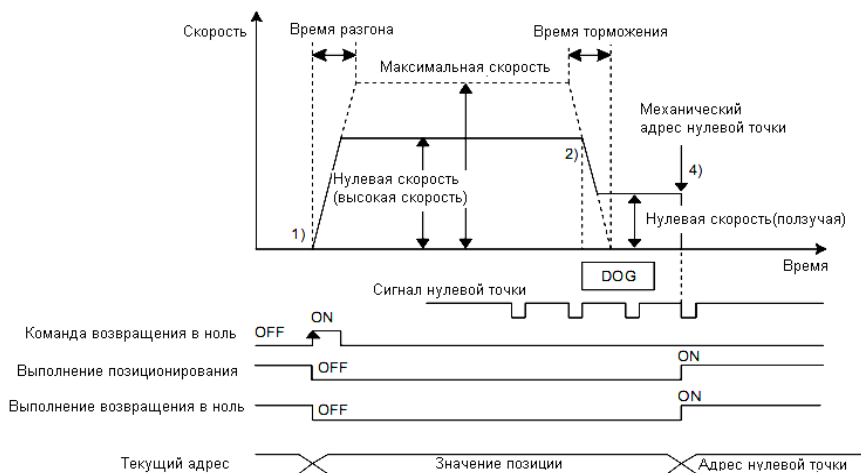 Скорость
Время разгона
Время торможения
Максимальная скорость
Механический
адрес нулевой точки
2)
4)
Нулевая скорость
(высокая скорость)
Нулевая скорость(ползучая)
1)
Время
DOG
Сигнал нулевой точки
ON
Команда возвращения в ноль
OFF
ON
Выполнение позиционирования
OFF
ON
Выполнение возвращения в ноль
OFF
Текущий адрес
Значение позиции
Адрес нулевой точки